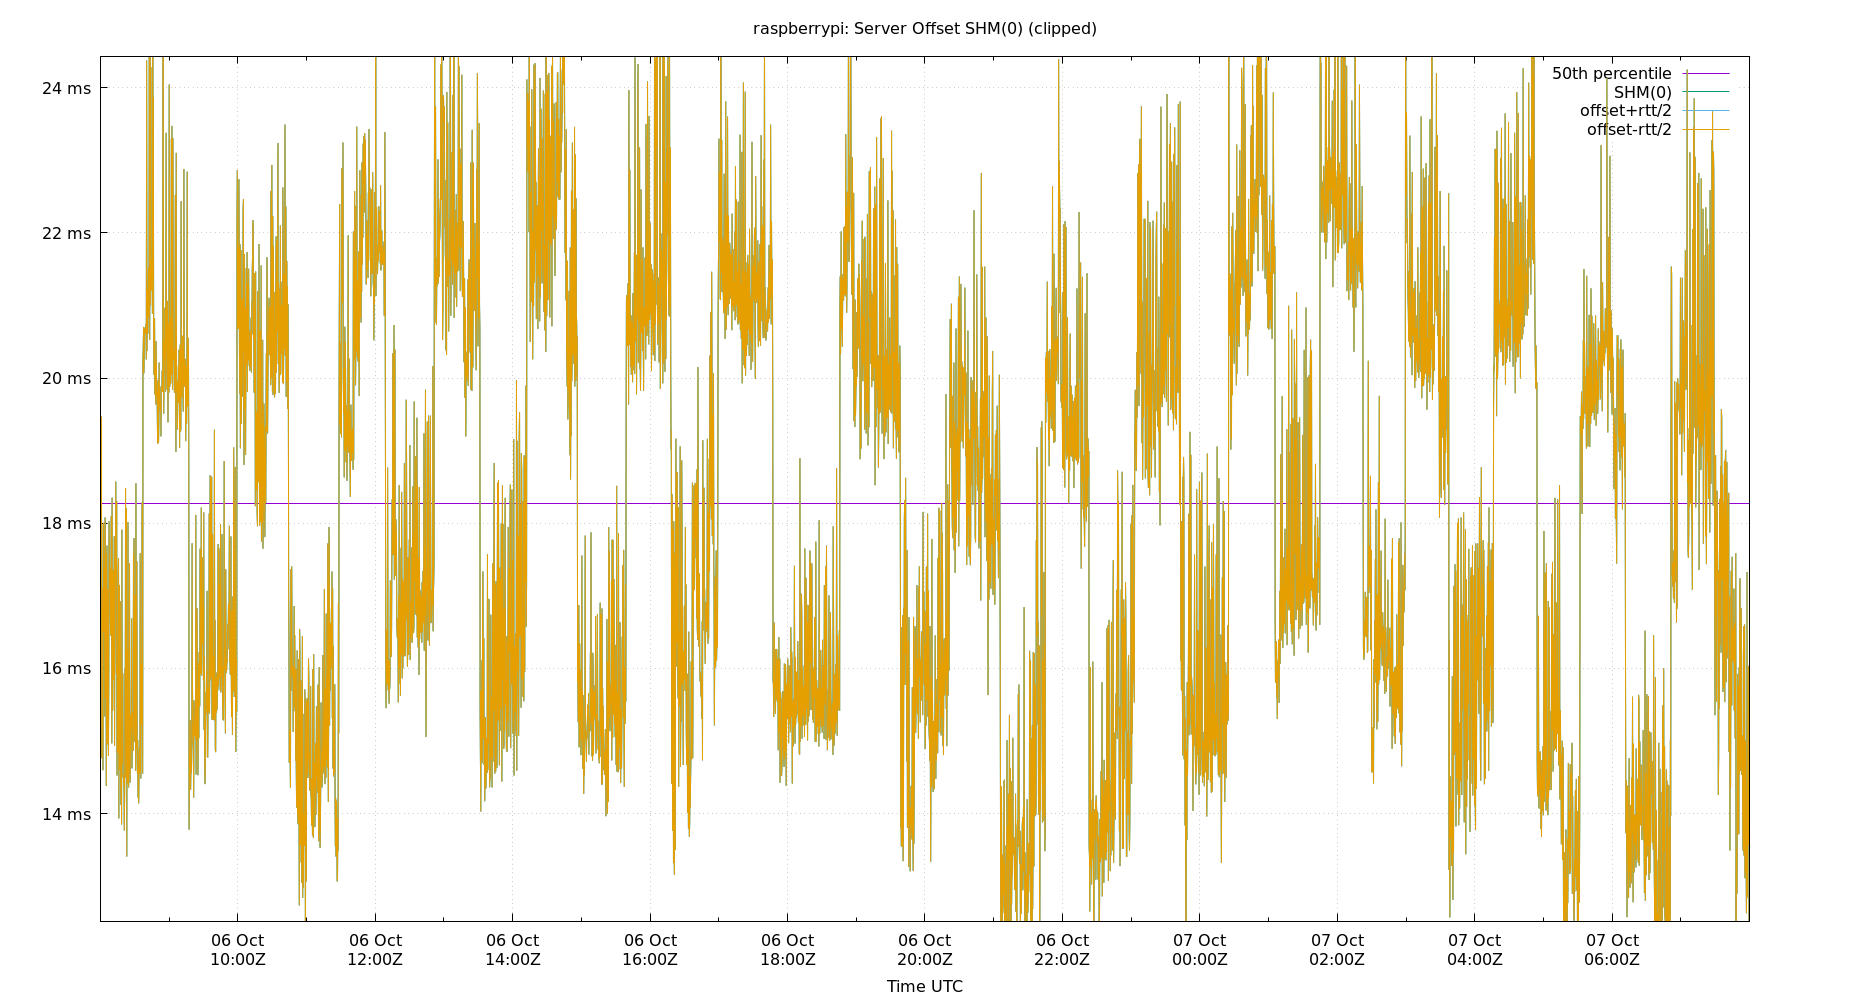 raspberrypi: Server Offset SHM(0) (clipped)
50th percentile
SHM(0)
offset+rtt/2
offset-rtt/2
24 ms
22 ms
20 ms
18 ms
16 ms
14 ms
06 Oct 06 Oct 06 Oct 06 Oct 06 Oct 06 Oct 06 Oct 07 Oct 07 Oct 07 Oct 07 Oct
10:00Z 12:00Z 14:00Z 16:00Z 18:00Z 20:00Z 22:00Z 00:00Z 02:00Z 04:00Z 06:00Z
Time UTC